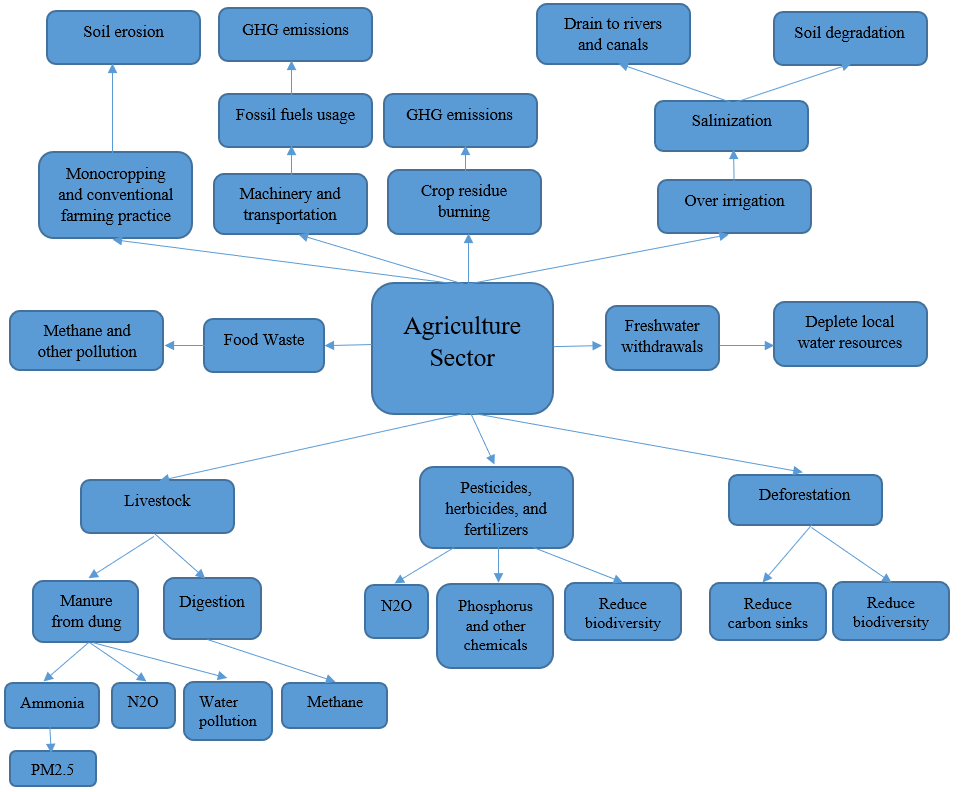 Soil erosion
GHG emissions
Drain to rivers
and canals
Soil degradation
Fossil fuels usage
GHG emissions
Salinization
Monocropping
and conventional
farming practice
Machinery and
transportation
Crop residue
burning
Over irrigation
Methane and
other pollution
Food Waste
Agriculture
Sector
Freshwater
withdrawals
Deplete local
water resources
Livestock
Pesticides,
herbicides, and
fertilizers
Deforestation
Manure
from dung
Digestion
N2O
Phosphorus
and other
chemicals
Reduce
biodiversity
Reduce
carbon sinks
Reduce
biodiversity
Ammonia
N2O
Water
pollution
Methane
PM2.5